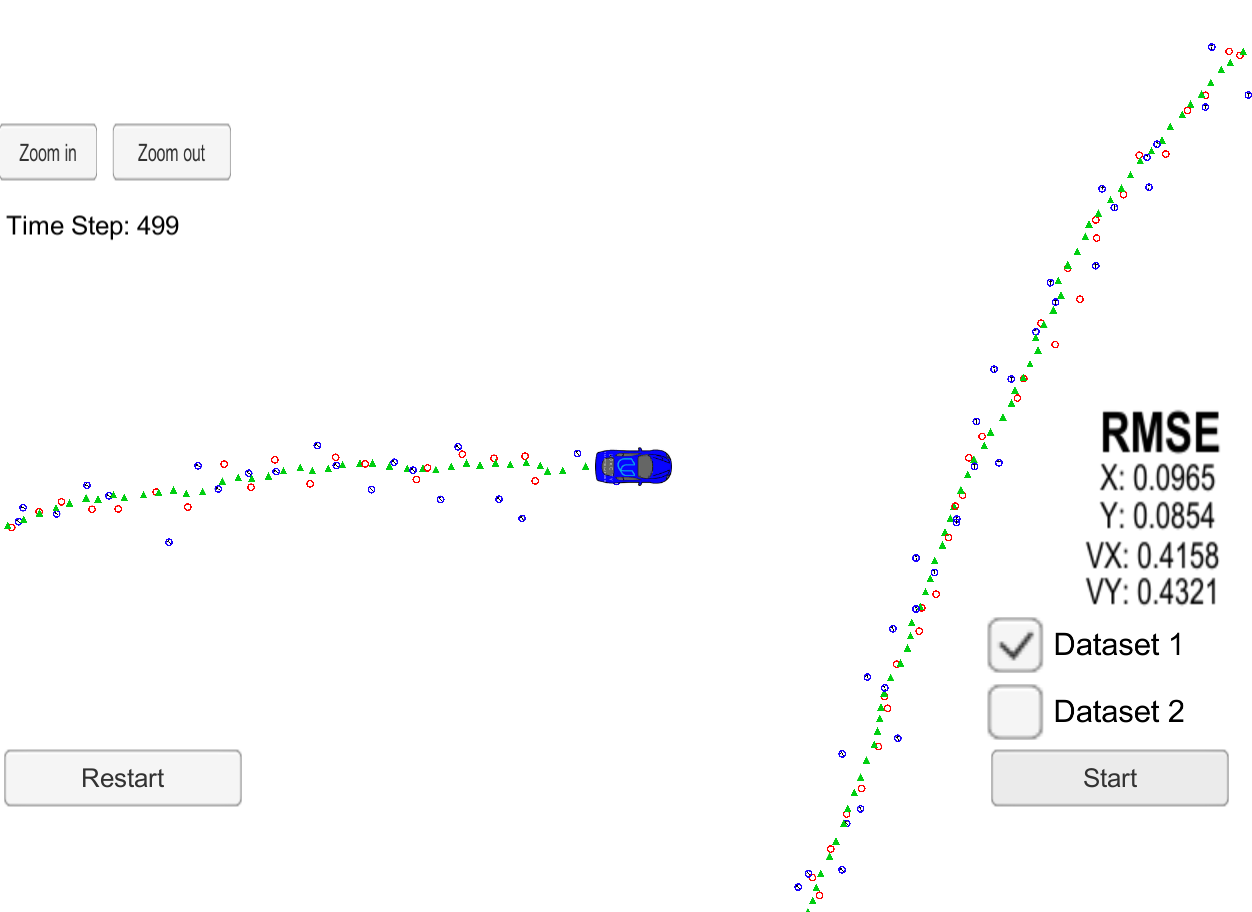 Zoom in
Zoom out
Time Step: 499
RMSE
X: 0.0965
Y: 0.0854
VX: 0.4158
VY: 0.4321
Dataset 1
Dataset 2
Restart
Start